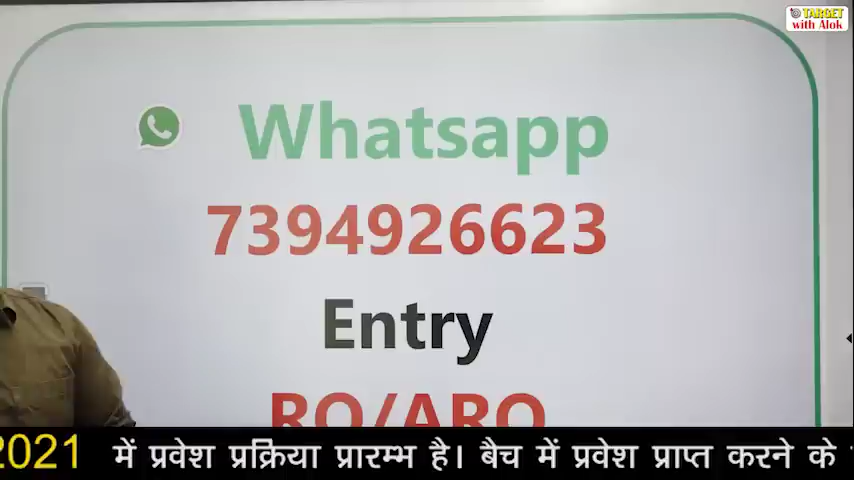 TARGET
with Alok
Whatsapp
7394926623
Entry
RO/ARO
2021 में प्रवेश प्रक्रिया प्रारम्भ है। बैच में प्रवेश प्राप्त करने के